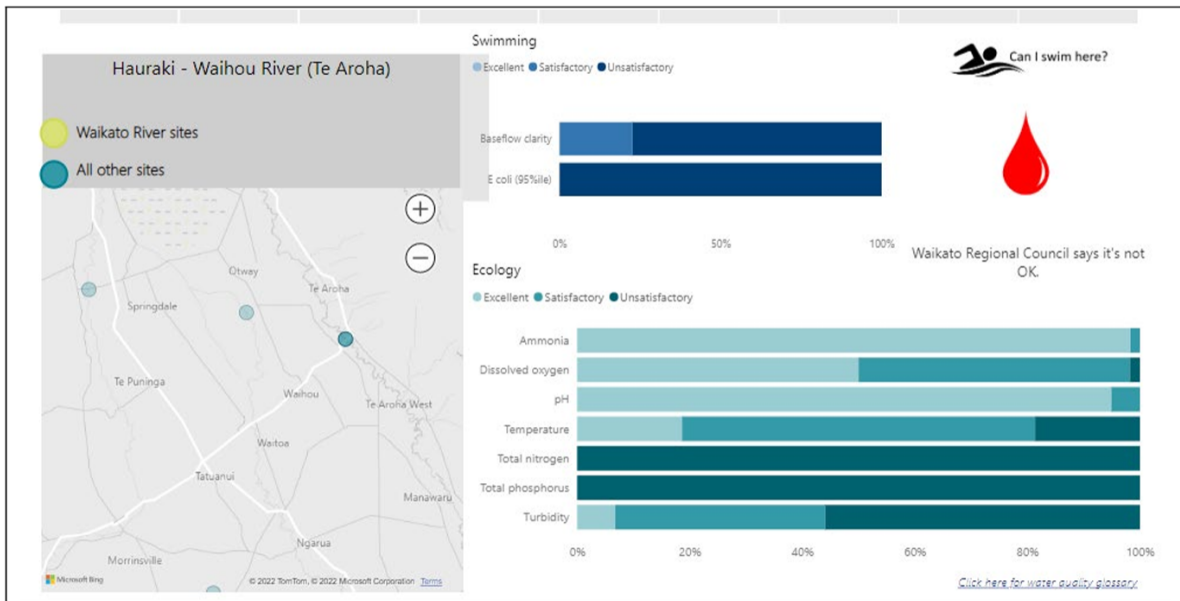 Hauraki - Waihou River (Te Aroha)
Waikato River sites
All other sites
Otway
Te Aroha
Springdale
Te Puninga
Waihou
Te Aroha West
Waitoa
Tatuanui
Manawaru
Ngarua
Morrinsville
Microsoft Bing
© 2022 TomTom, © 2022 Microsoft Corporation Terms
Swimming
Excellent Satisfactory Unsatisfactory
Baseflow clarity
E coli (95%ile)
0% 50% 100%
Can I swim here?
Waikato Regional Council says it's not
OK.
Ecology
Excellent Satisfactory Unsatisfactory
Ammonia
Dissolved oxygen
pH
Temperature
Total nitrogen
Total phosphorus
Turbidity
0% 20% 40% 60% 80% 100%
Click here for water quality glossary